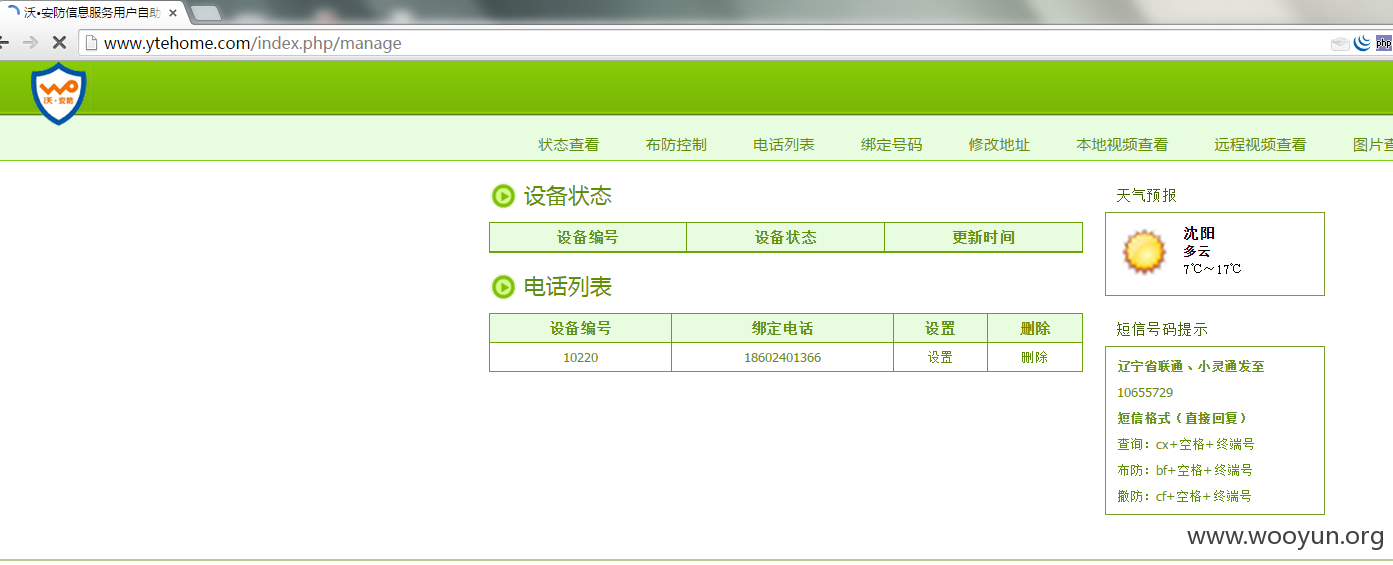 沃•安防信息服务用户自助
www.ytehome.com/index.php/manage
php
WO
沃•安防
状态查看 布防控制 电话列表 绑定号码 修改地址 本地视频查看 远程视频查看 图片查
设备状态
设备编号 设备状态 更新时间
电话列表
设备编号 绑定电话 设置 删除
10220 18602401366 设置 删除
天气预报
沈阳
多云
7℃～17℃
短信号码提示
辽宁省联通、小灵通发至
10655729
短信格式（直接回复）
查询：cx+空格+终端号
布防：bf+空格+终端号
撤防：cf+空格+终端号
www.wooyun.org